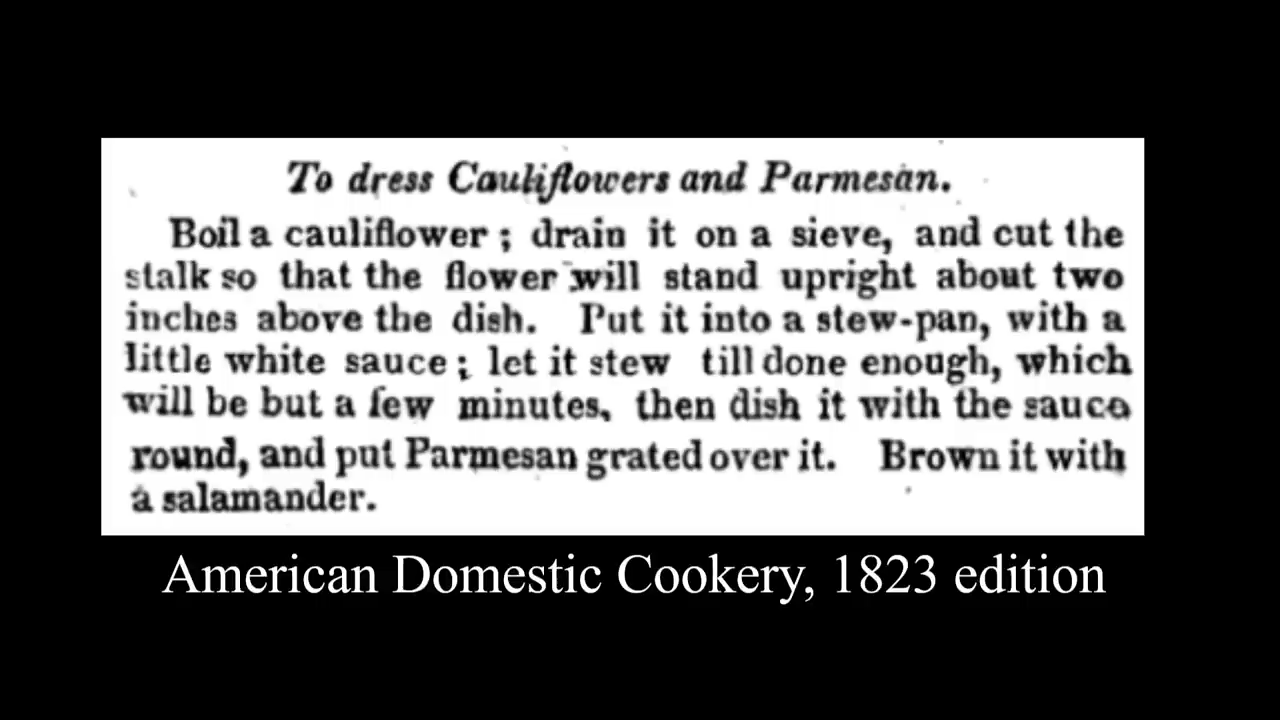 To dress Cauliflowers and Parmesan.
Boil a cauliflower ; drain it on a sieve, and cut the
stalk so that the flower will stand upright about two
inches above the dish. Put it into a stew-pan, with a
little white sauce ; let it stew till done enough, which
will be but a few minutes, then dish it with the sauce
round, and put Parmesan grated over it. Brown it with
a salamander.
American Domestic Cookery, 1823 edition